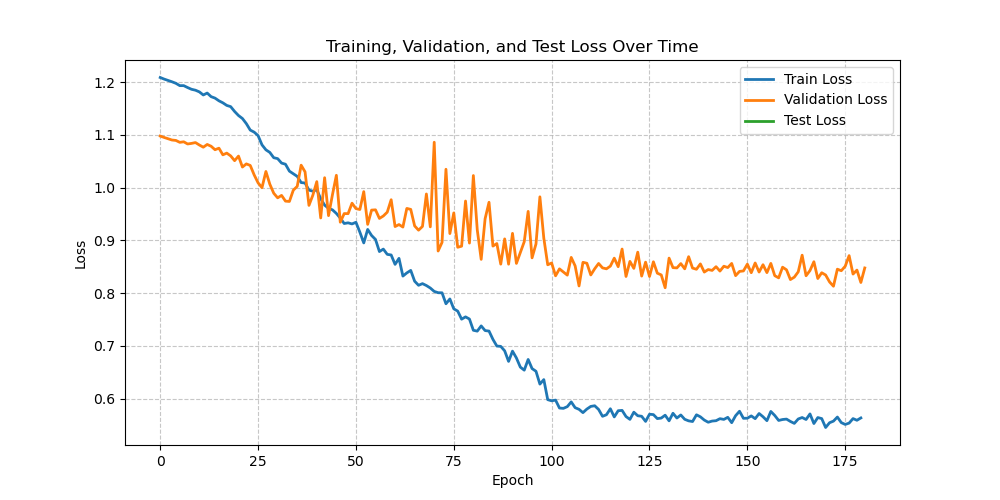 Training, Validation, and Test Loss Over Time
Train Loss
Validation Loss
Test Loss
1.2
1.1
1.0
0.9
0.8
0.7
0.6
Loss
0 25 50 75 100 125 150 175
Epoch